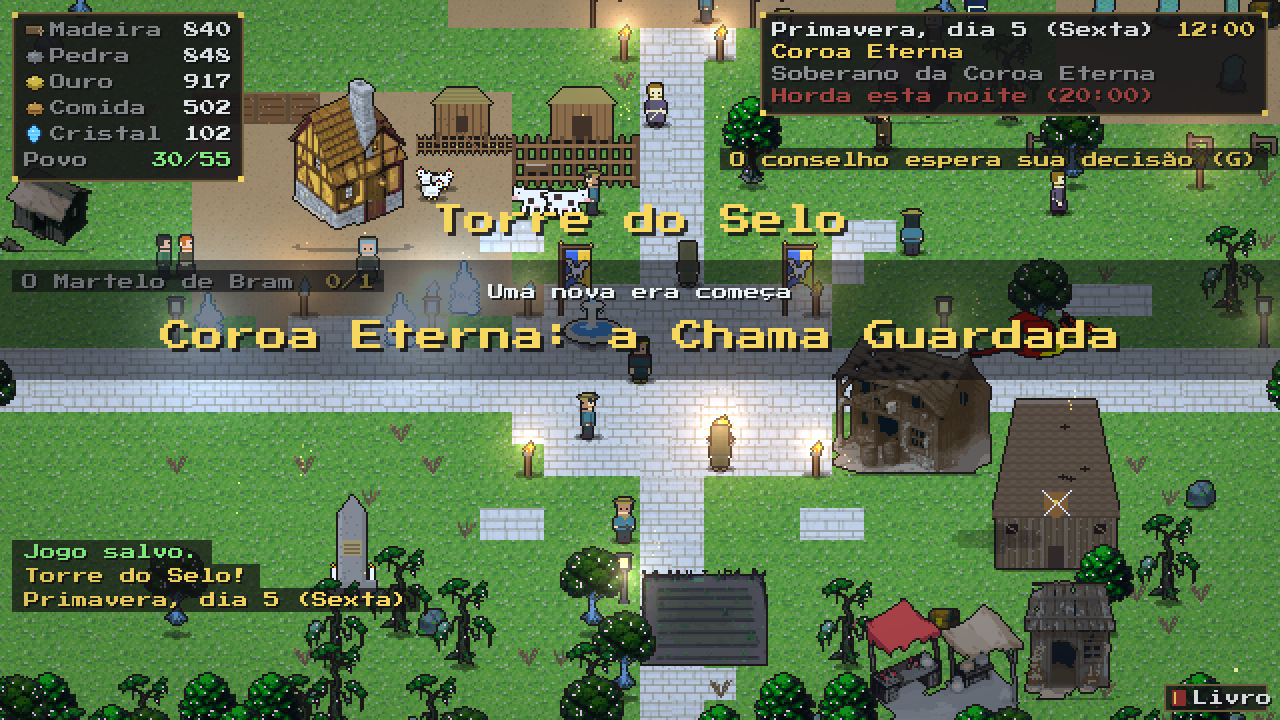 Madeira 840
Pedra 848
Ouro 917
Comida 502
Cristal 102
Povo 30/55
Primavera, dia 5 (Sexta) 12:00
Coroa Eterna
Soberano da Coroa Eterna
Horda esta noite (20:00)
O conselho espera sua decisão (G)
Torre do Selo
O Martelo de Bram 0/1
Uma nova era começa
Coroa Eterna: a Chama Guardada
Jogo salvo.
Torre do Selo!
Primavera, dia 5 (Sexta)
Livro